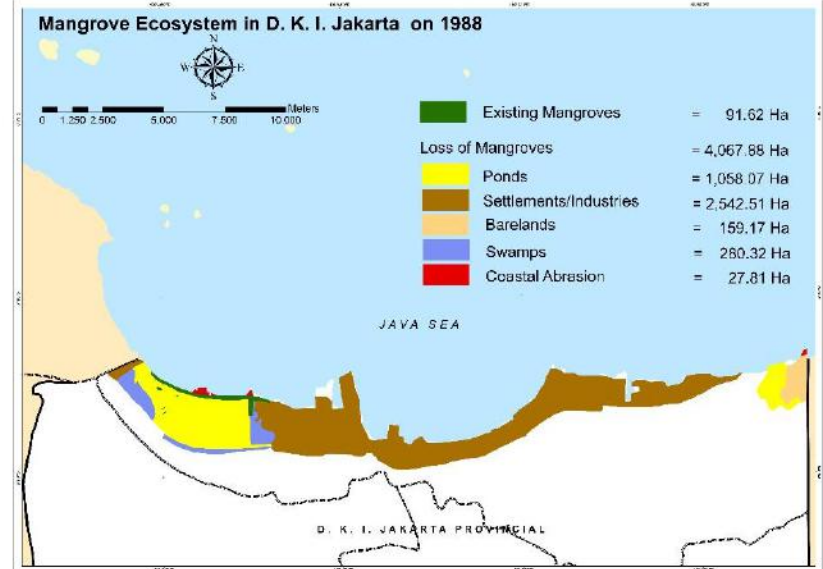 Mangrove Ecosystem in D. K. I. Jakarta on 1988
N
W E
S
Meters
0 1.250 2.500 5.000 7.500 10.000
Existing Mangroves = 91.62 Ha
Loss of Mangroves = 4,067.88 Ha
Ponds = 1,058.07 Ha
Settlements/Industries = 2,542.51 Ha
Barelands = 159.17 Ha
Swamps = 280.32 Ha
Coastal Abrasion = 27.81 Ha
JAVA SEA
D. K. I. JAKARTA PROVINCIAL